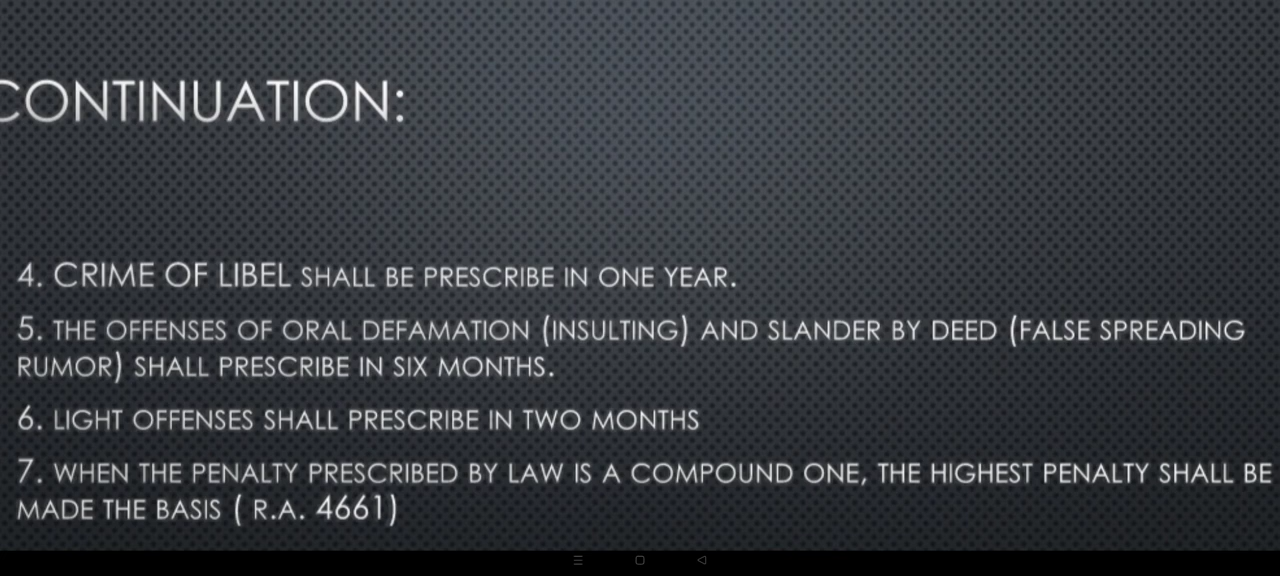 CONTINUATION:
4. CRIME OF LIBEL SHALL BE PRESCRIBE IN ONE YEAR.
5. THE OFFENSES OF ORAL DEFAMATION (INSULTING) AND SLANDER BY DEED (FALSE SPREADING
RUMOR) SHALL PRESCRIBE IN SIX MONTHS.
6. LIGHT OFFENSES SHALL PRESCRIBE IN TWO MONTHS
7. WHEN THE PENALTY PRESCRIBED BY LAW IS A COMPOUND ONE, THE HIGHEST PENALTY SHALL BE
MADE THE BASIS ( R.A. 4661)